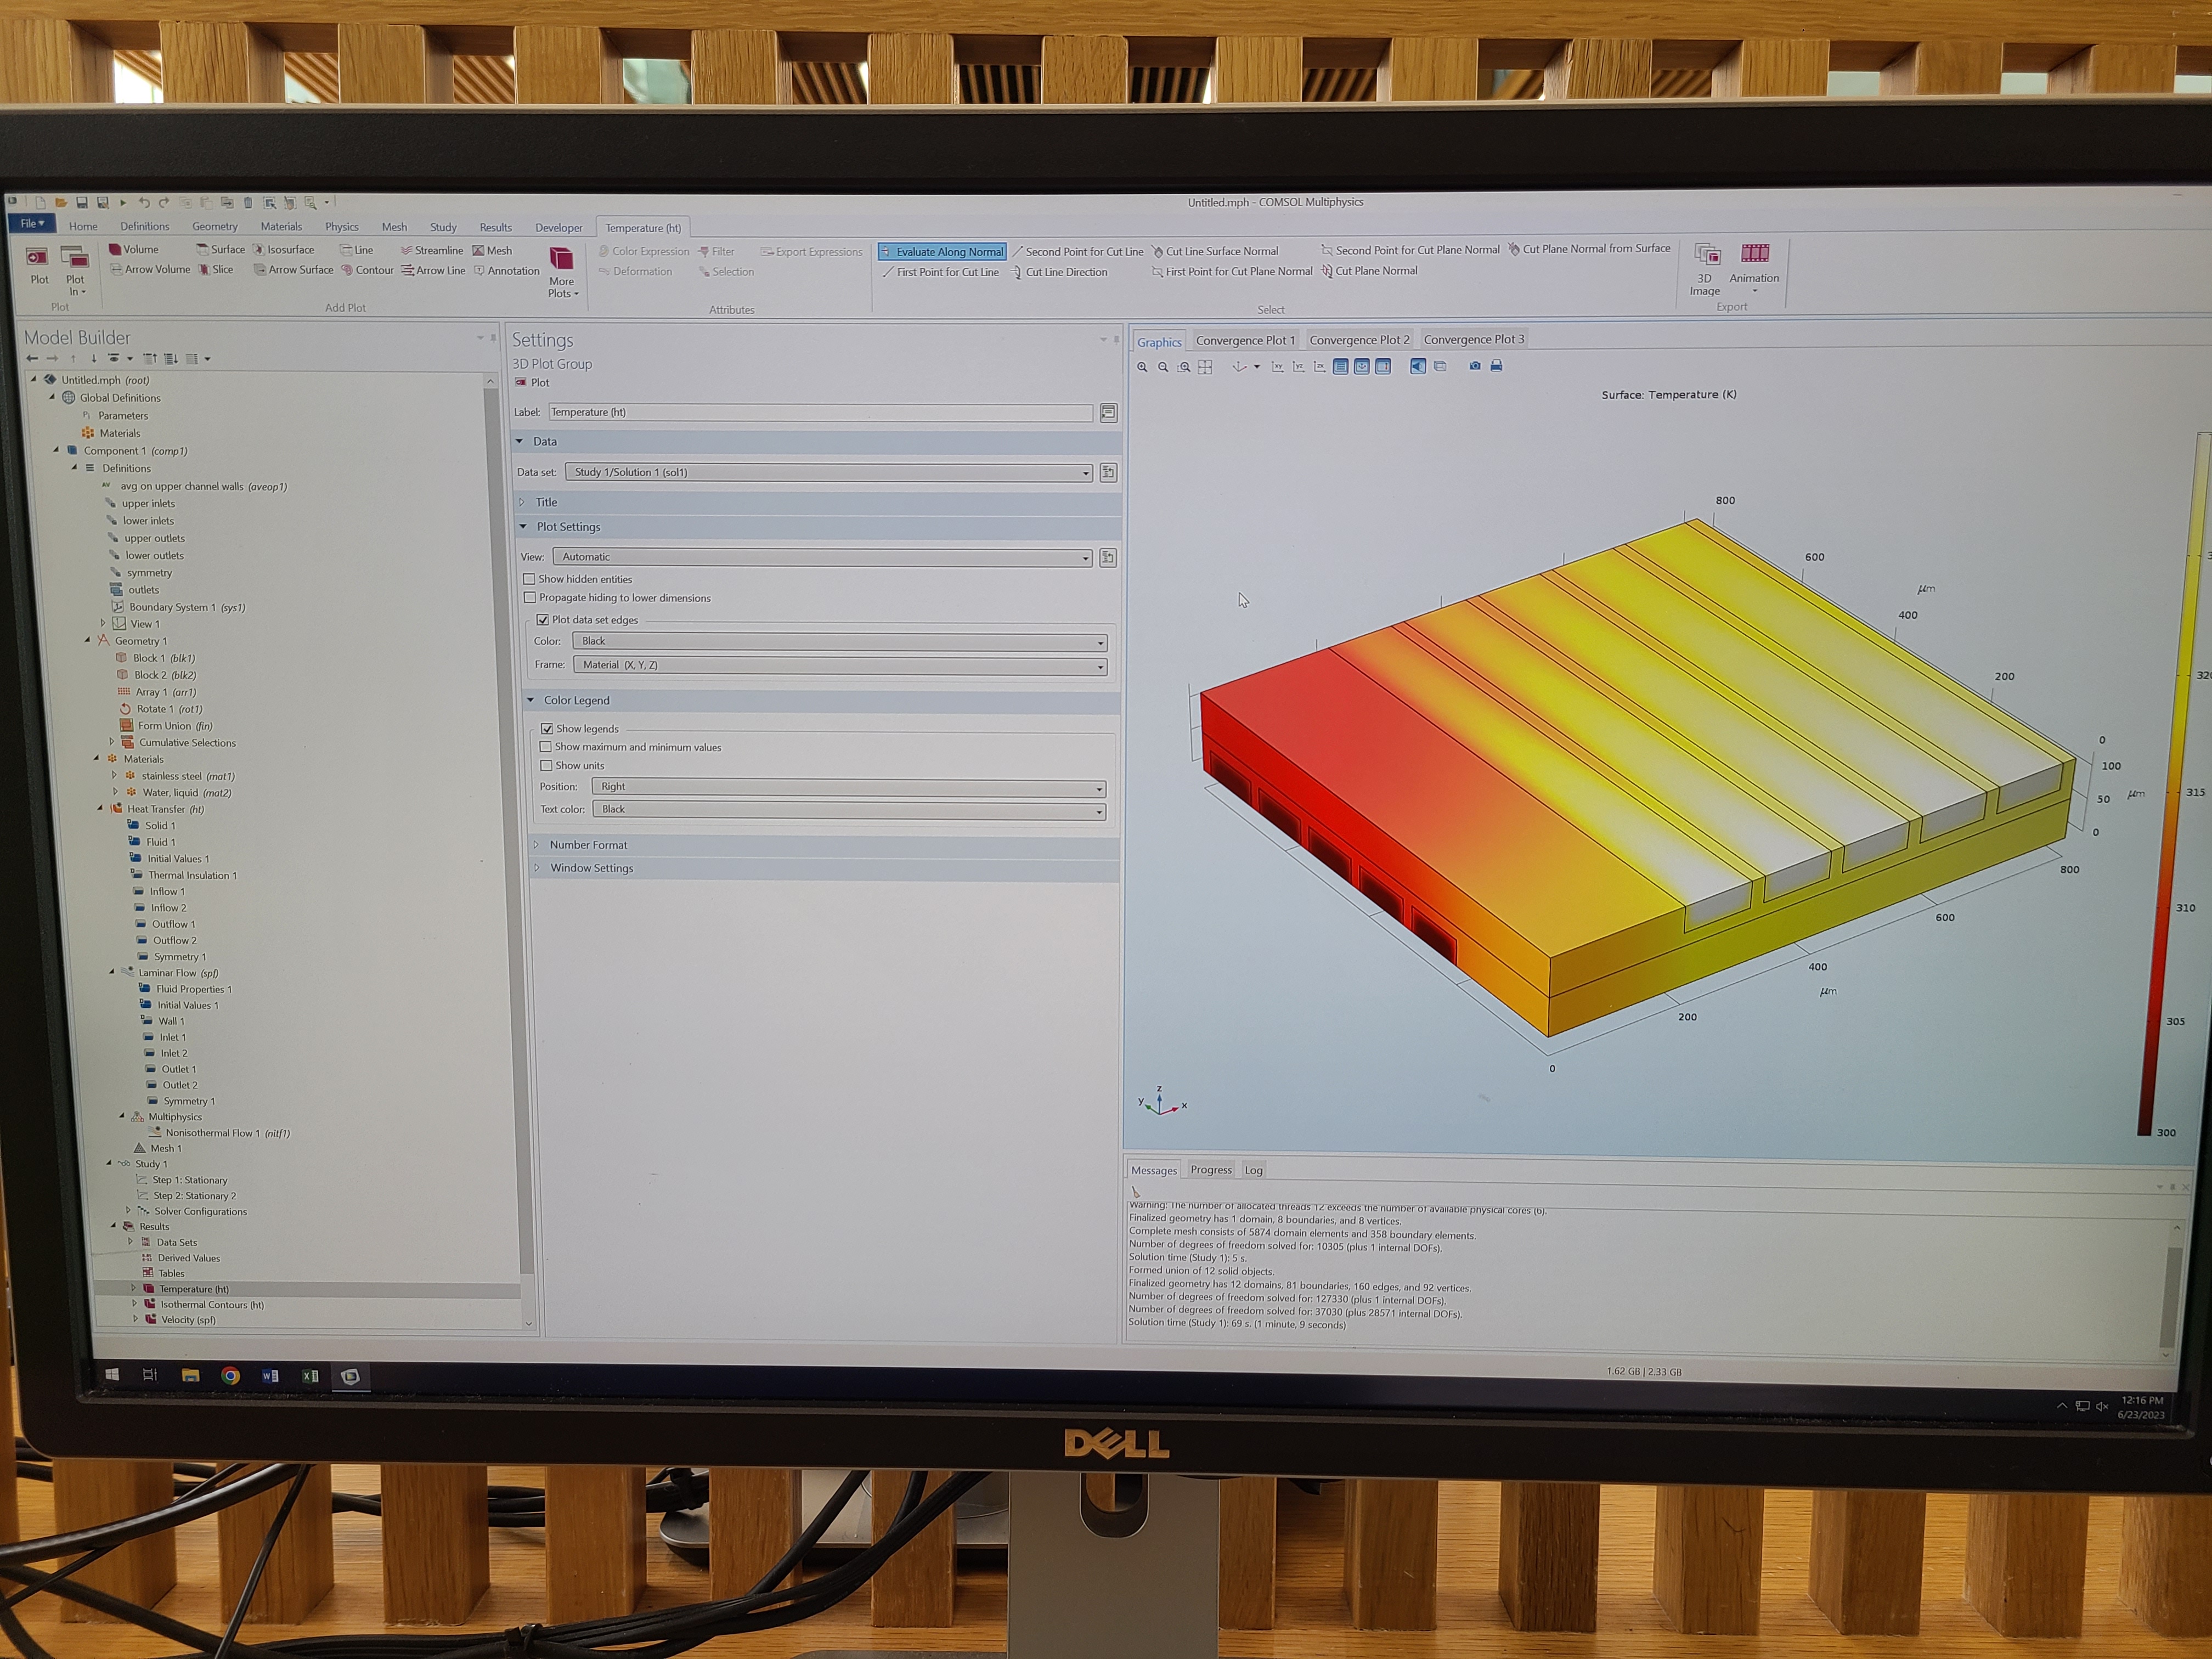 Untitled.mph - COMSOL Multiphysics
File Home Definitions Geometry Materials Physics Mesh Study Results Developer Temperature (ht)
Plot
Plot In
Plot
Volume Surface Isosurface Line Streamline Mesh
Arrow Volume Slice Arrow Surface Contour Arrow Line Annotation
More Plots
Add Plot
Color Expression Filter Export Expressions
Deformation Selection
Attributes
Evaluate Along Normal Second Point for Cut Line Cut Line Surface Normal Second Point for Cut Plane Normal Cut Plane Normal from Surface
First Point for Cut Line Cut Line Direction First Point for Cut Plane Normal Cut Plane Normal
Select
3D Image
Animation
Export
Model Builder
Untitled.mph (root)
Global Definitions
Parameters
Materials
Component 1 (comp1)
Definitions
avg on upper channel walls (aveop1)
upper inlets
lower inlets
upper outlets
lower outlets
symmetry
outlets
Boundary System 1 (sys1)
View 1
Geometry 1
Block 1 (blk1)
Block 2 (blk2)
Array 1 (arr1)
Rotate 1 (rot1)
Form Union (fin)
Cumulative Selections
Materials
stainless steel (mat1)
Water, liquid (mat2)
Heat Transfer (ht)
Solid 1
Fluid 1
Initial Values 1
Thermal Insulation 1
Inflow 1
Inflow 2
Outflow 1
Outflow 2
Symmetry 1
Laminar Flow (spf)
Fluid Properties 1
Initial Values 1
Wall 1
Inlet 1
Inlet 2
Outlet 1
Outlet 2
Symmetry 1
Multiphysics
Nonisothermal Flow 1 (nitf1)
Mesh 1
Study 1
Step 1: Stationary
Step 2: Stationary 2
Solver Configurations
Results
Data Sets
Derived Values
Tables
Temperature (ht)
Isothermal Contours (ht)
Velocity (spf)
Settings
3D Plot Group
Plot
Label: Temperature (ht)
Data
Data set: Study 1/Solution 1 (sol1)
Title
Plot Settings
View: Automatic
Show hidden entities
Propagate hiding to lower dimensions
Plot data set edges
Color: Black
Frame: Material (X, Y, Z)
Color Legend
Show legends
Show maximum and minimum values
Show units
Position: Right
Text color: Black
Number Format
Window Settings
Graphics Convergence Plot 1 Convergence Plot 2 Convergence Plot 3
xy yz zx
Surface: Temperature (K)
800
600
µm
400
200
0
100
50 µm
0
800
600
400
µm
200
0
315
310
305
300
z
y x
Messages Progress Log
Warning: The number of allocated threads 12 exceeds the number of available physical cores (6).
Finalized geometry has 1 domain, 8 boundaries, and 8 vertices.
Complete mesh consists of 5874 domain elements and 358 boundary elements.
Number of degrees of freedom solved for: 10305 (plus 1 internal DOFs).
Solution time (Study 1): 5 s.
Formed union of 12 solid objects.
Finalized geometry has 12 domains, 81 boundaries, 160 edges, and 92 vertices.
Number of degrees of freedom solved for: 127330 (plus 1 internal DOFs).
Number of degrees of freedom solved for: 37030 (plus 28571 internal DOFs).
Solution time (Study 1): 69 s. (1 minute, 9 seconds)
1.62 GB | 2.33 GB
12:16 PM
6/23/2023
DELL